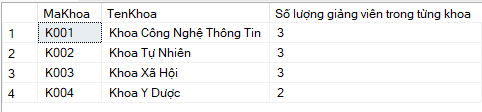 MaKhoa TenKhoa Số lượng giảng viên trong từng khoa
1 K001 Khoa Công Nghệ Thông Tin 3
2 K002 Khoa Tự Nhiên 3
3 K003 Khoa Xã Hội 3
4 K004 Khoa Y Dược 2